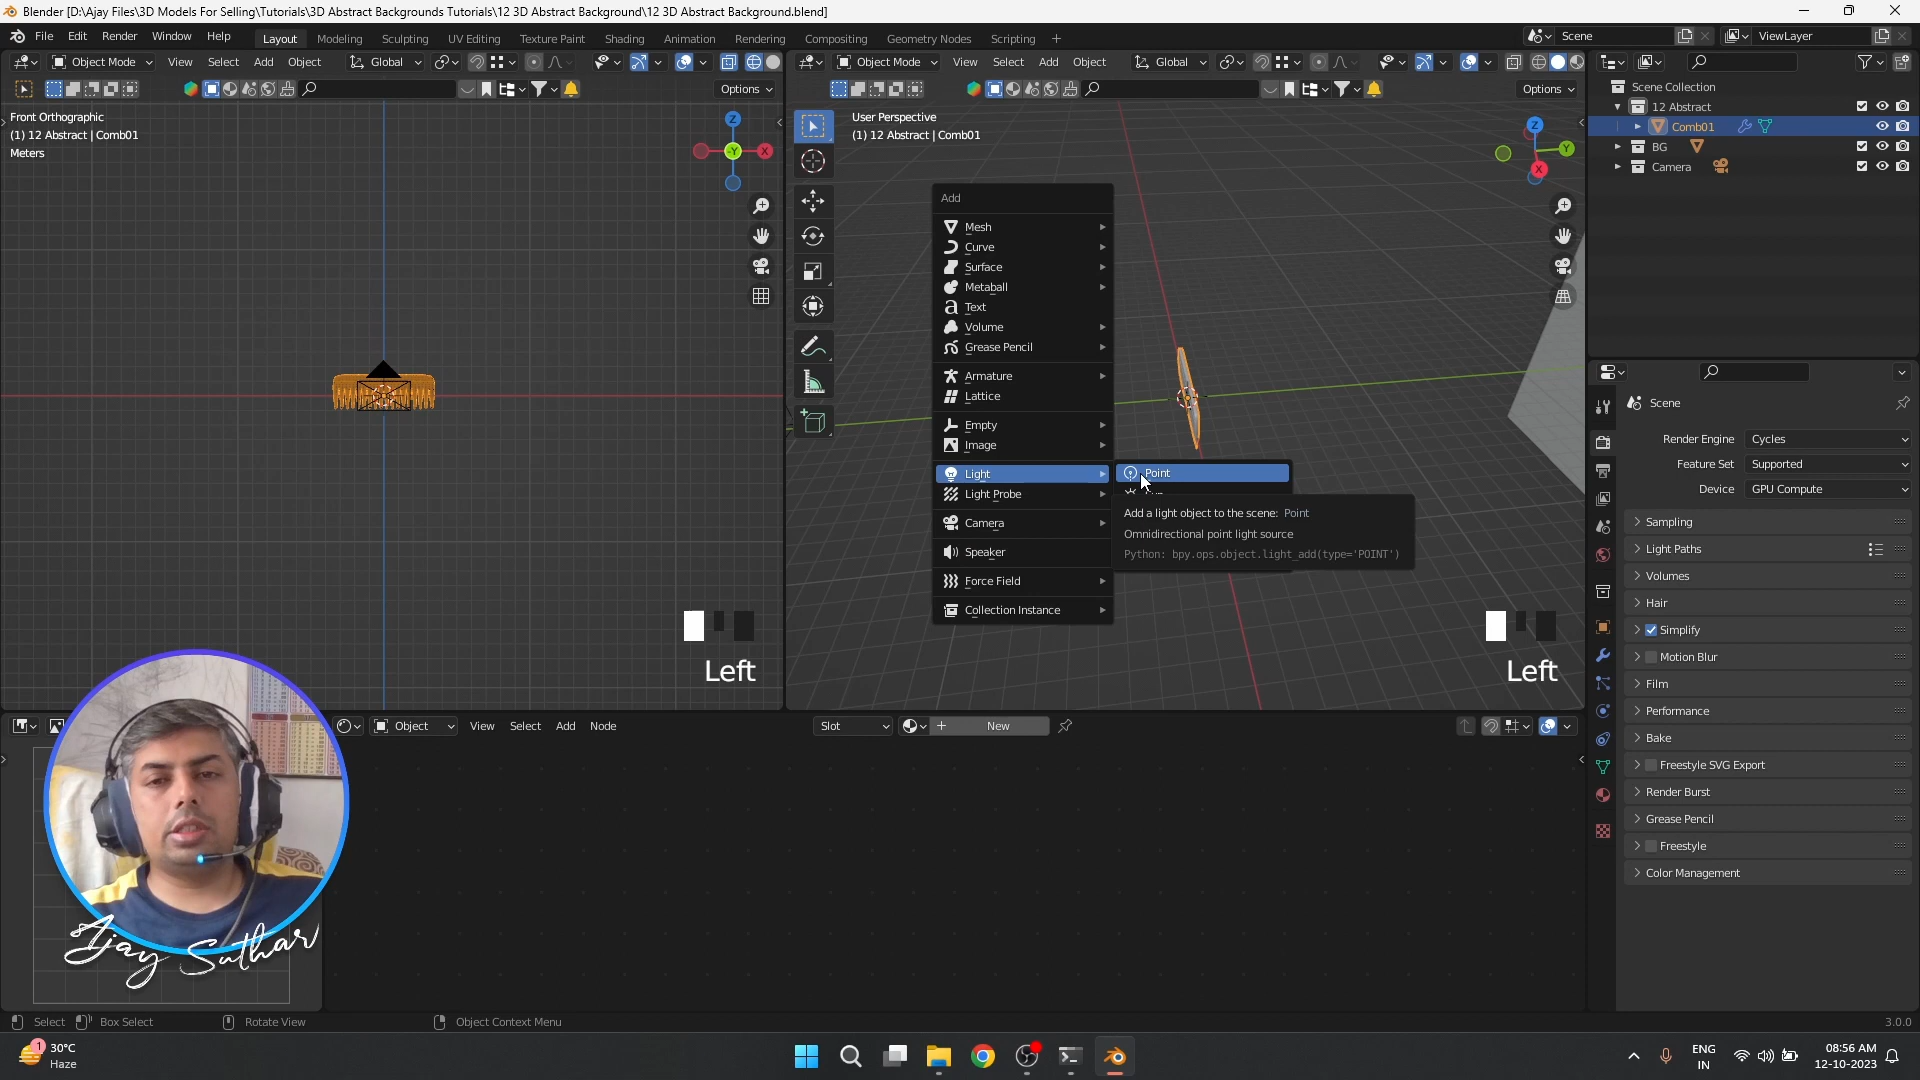 Blender [D:\Ajay Files\3D Models For Selling\Tutorials\3D Abstract Backgrounds Tutorials\12 3D Abstract Background\12 3D Abstract Background.blend]
File Edit Render Window Help Layout Modeling Sculpting UV Editing Texture Paint Shading Animation Rendering Compositing Geometry Nodes Scripting + Scene ViewLayer
Object Mode View Select Add Object Global Object Mode View Select Add Object Global
Options Options
Front Orthographic
(1) 12 Abstract | Comb01
Meters
Z
-Y X
User Perspective
(1) 12 Abstract | Comb01
Z
Y
X
Scene Collection
12 Abstract
Comb01
BG
Camera
Add
Mesh
Curve
Surface
Metaball
Text
Volume
Grease Pencil
Armature
Lattice
Empty
Image
Light
Light Probe
Camera
Speaker
Force Field
Collection Instance
Point
Add a light object to the scene: Point
Omnidirectional point light source
Python: bpy.ops.object.light_add(type='POINT')
Left
Left
Scene
Render Engine Cycles
Feature Set Supported
Device GPU Compute
Sampling
Light Paths
Volumes
Hair
Simplify
Motion Blur
Film
Performance
Bake
Freestyle SVG Export
Render Burst
Grease Pencil
Freestyle
Color Management
Object View Select Add Node Slot New
Ajay Suthar
Select Box Select Rotate View Object Context Menu 3.0.0
1
30°C
Haze
ENG
IN
08:56 AM
12-10-2023